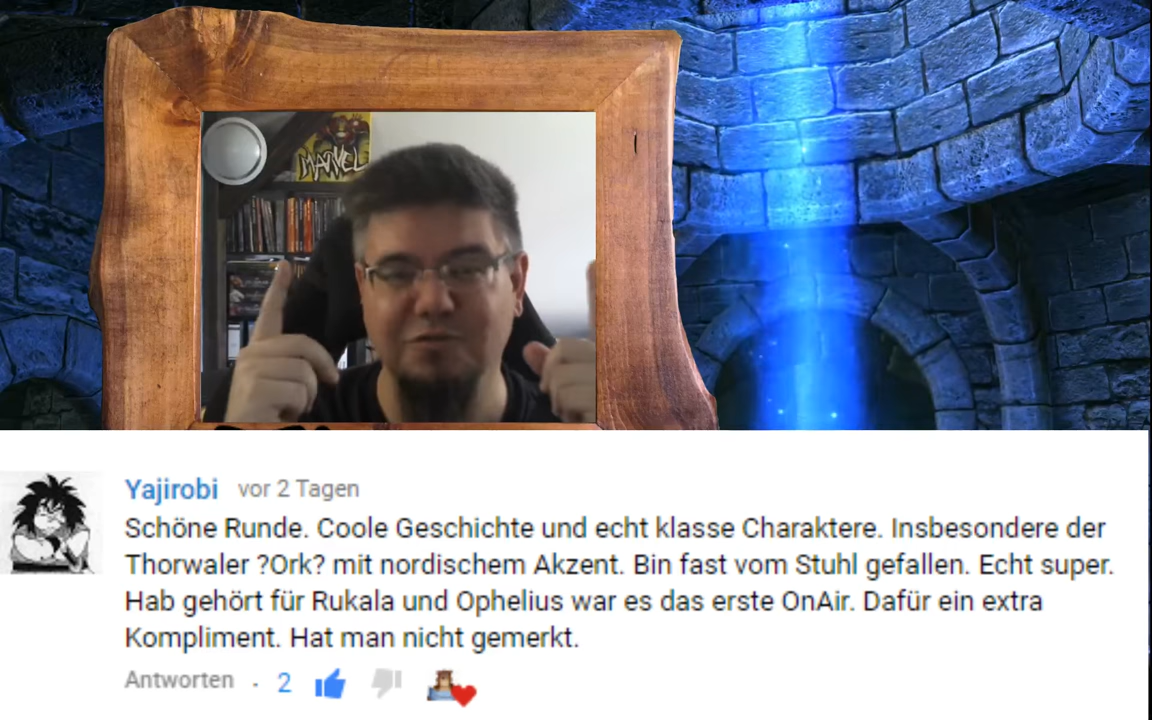 MARVEL
Yajirobi vor 2 Tagen
Schöne Runde. Coole Geschichte und echt klasse Charaktere. Insbesondere der
Thorwaler ?Ork? mit nordischem Akzent. Bin fast vom Stuhl gefallen. Echt super.
Hab gehört für Rukala und Ophelius war es das erste OnAir. Dafür ein extra
Kompliment. Hat man nicht gemerkt.
Antworten · 2